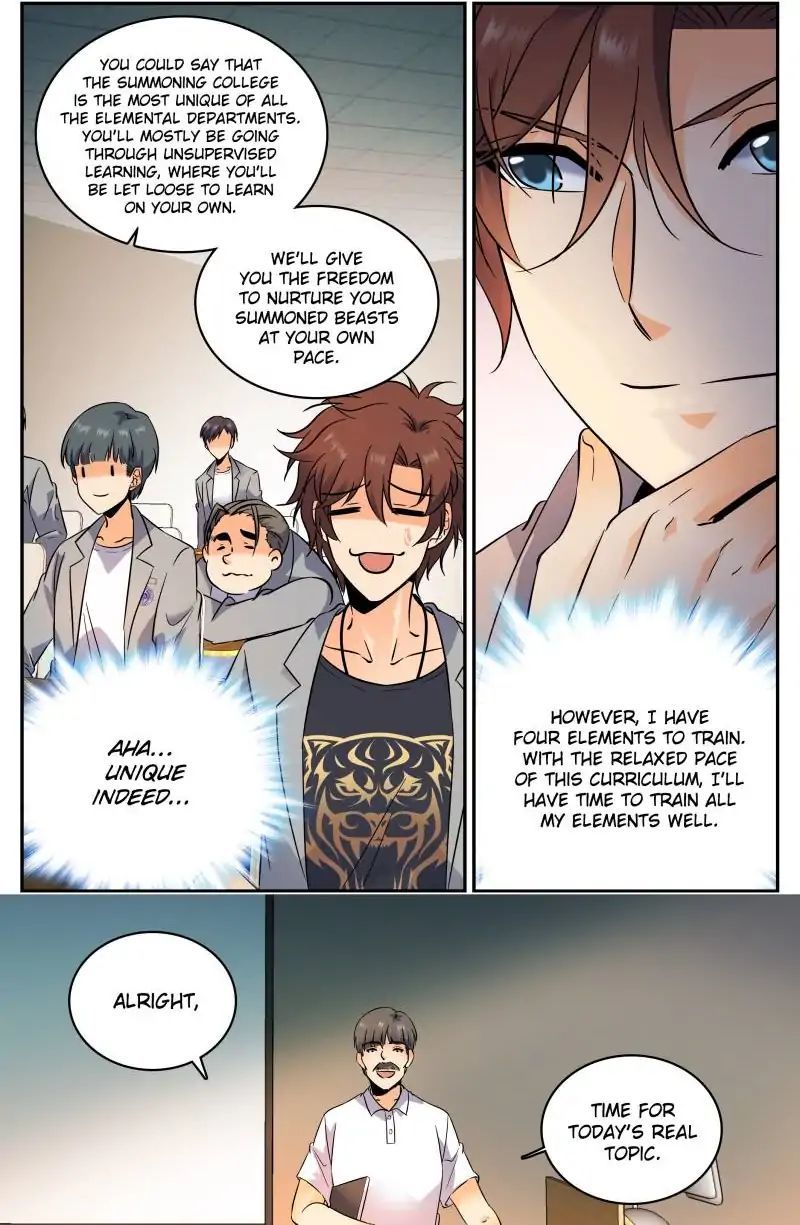 YOU COULD SAY THAT
THE SUMMONING COLLEGE
IS THE MOST UNIQUE OF ALL
THE ELEMENTAL DEPARTMENTS.
YOU'LL MOSTLY BE GOING
THROUGH UNSUPERVISED
LEARNING, WHERE YOU'LL
BE LET LOOSE TO LEARN
ON YOUR OWN.
WE'LL GIVE
YOU THE FREEDOM
TO NURTURE YOUR
SUMMONED BEASTS
AT YOUR OWN
PACE.
AHA...
UNIQUE
INDEED...
HOWEVER, I HAVE
FOUR ELEMENTS TO TRAIN.
WITH THE RELAXED PACE
OF THIS CURRICULUM, I'LL
HAVE TIME TO TRAIN ALL
MY ELEMENTS WELL.
ALRIGHT,
TIME FOR
TODAY'S REAL
TOPIC.